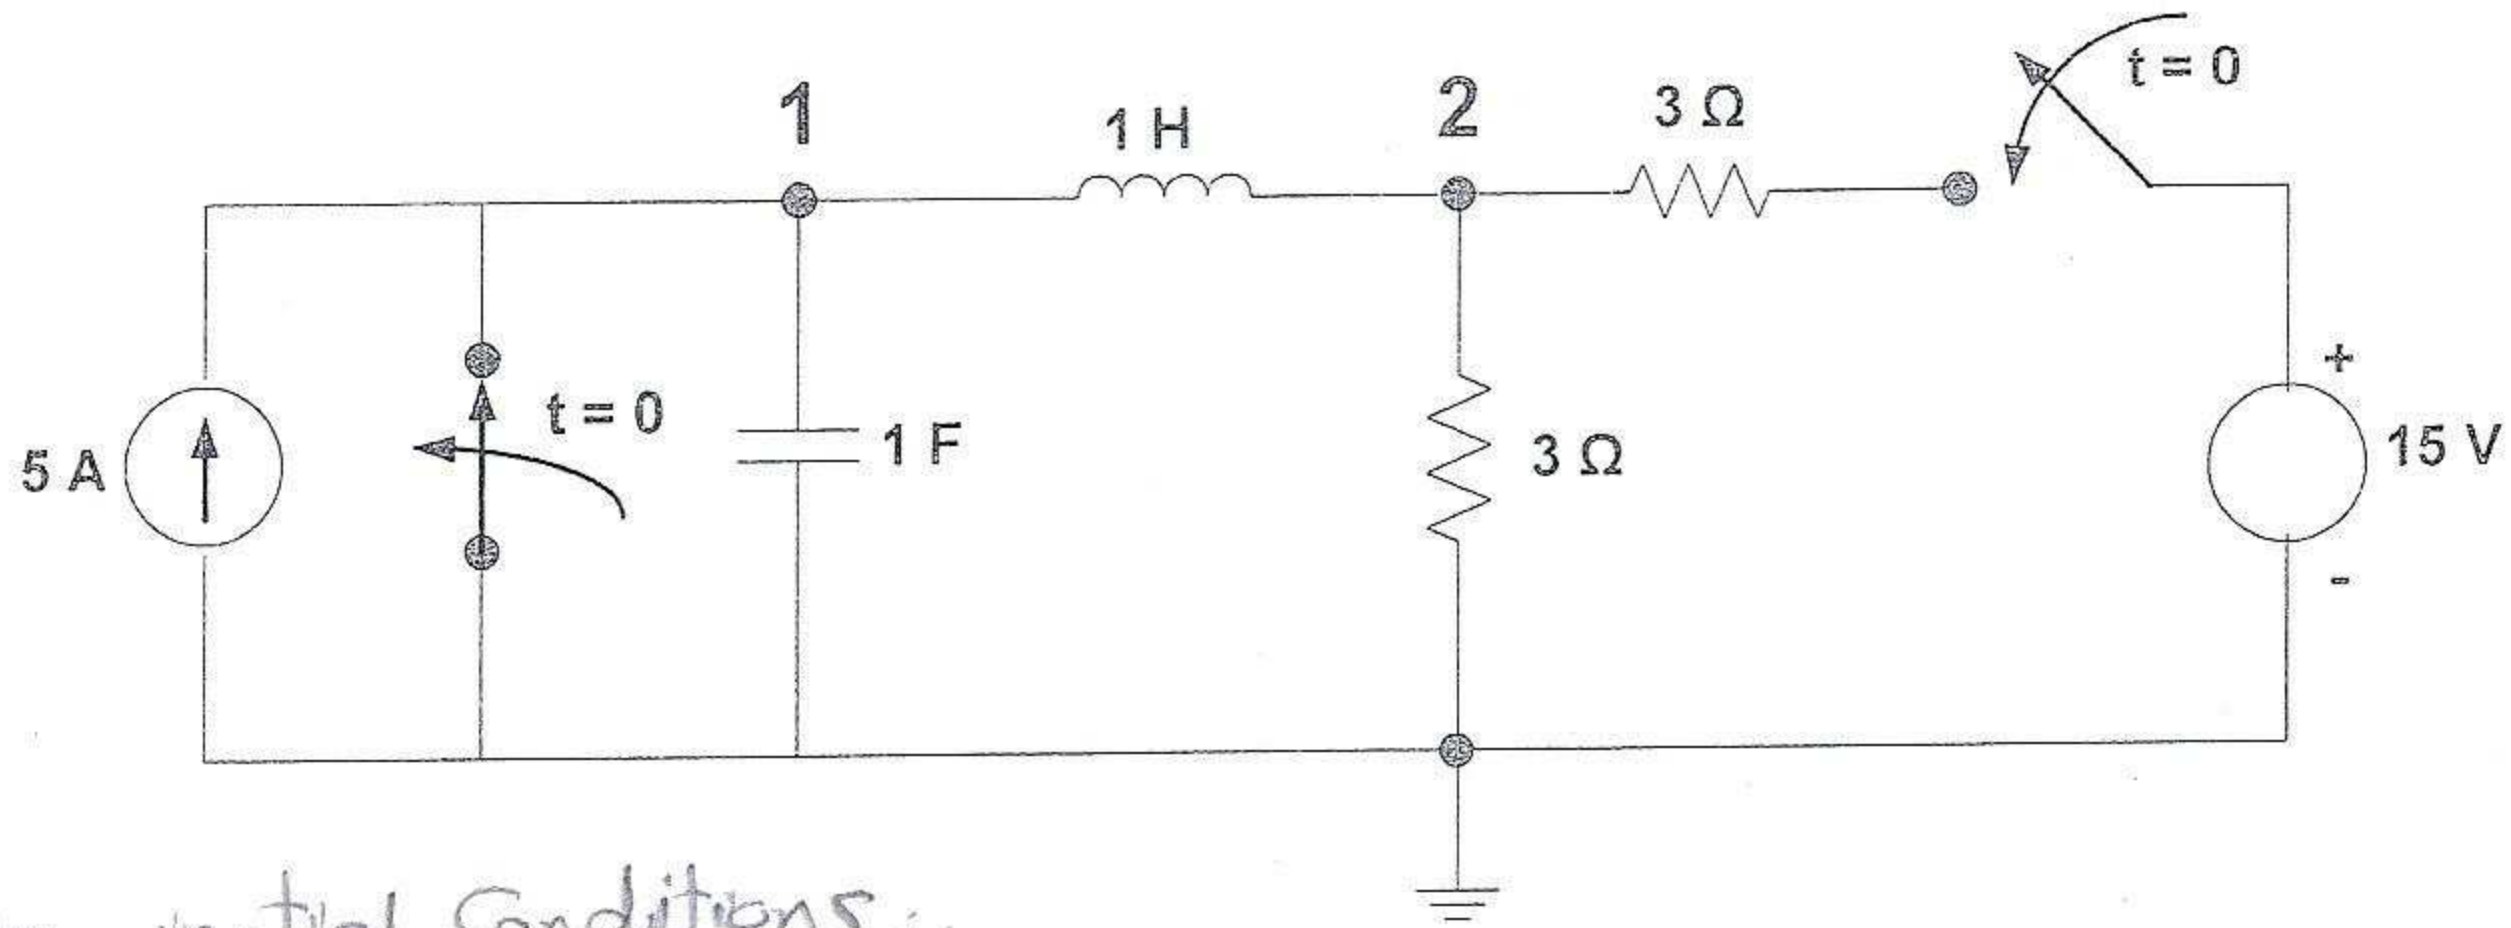 1
1 H
2
3 Ω
t = 0
5 A
t = 0
1 F
3 Ω
+
15 V
-
Conditions